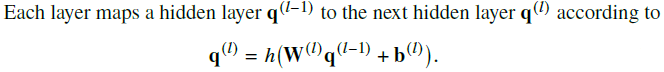 Each layer maps a hidden layer q^(l−1) to the next hidden layer q^(l) according to
q^(l) = h(W^(l)q^(l−1) + b^(l)).